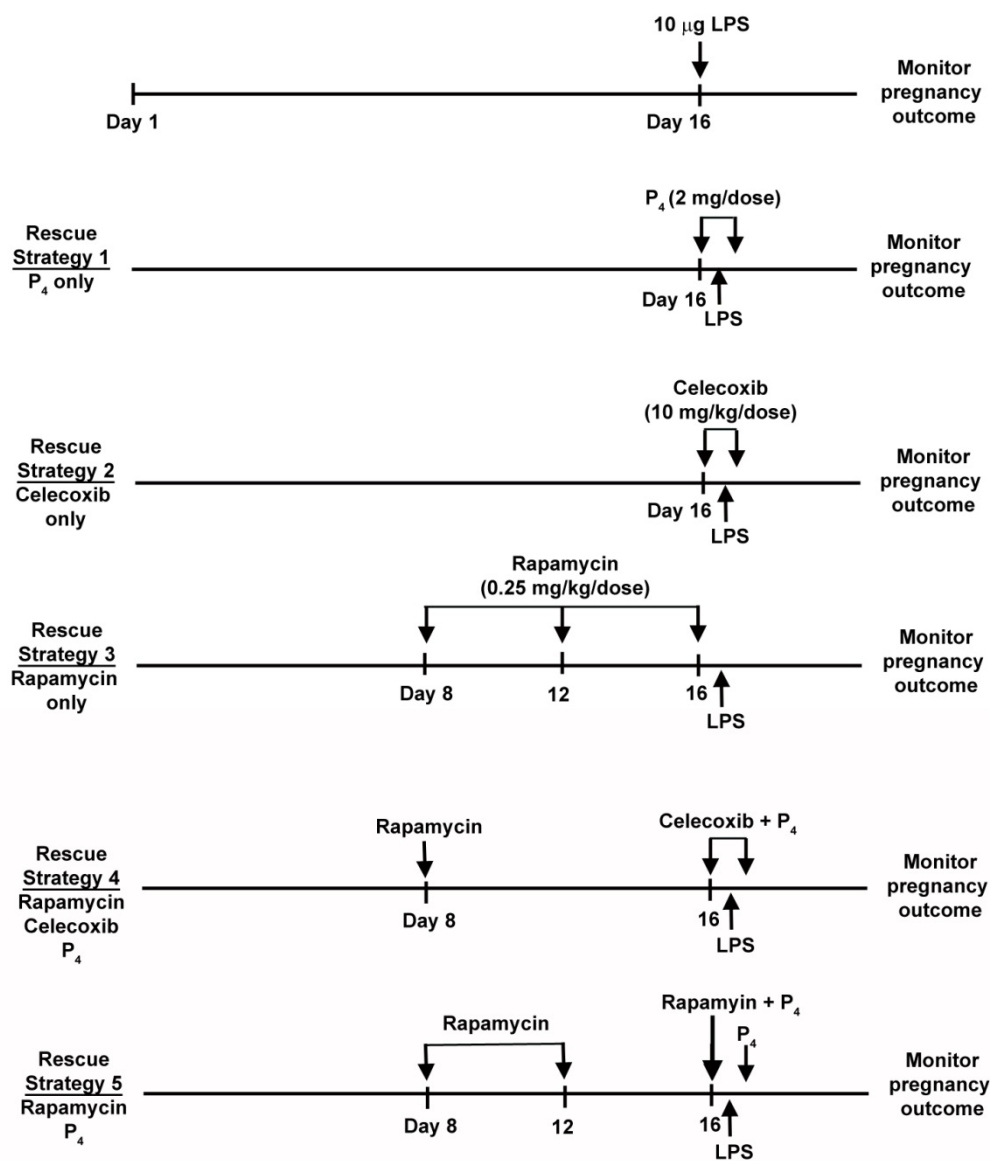 10 μg LPS
Day 1
Day 16
Monitor
pregnancy
outcome
Rescue
Strategy 1
P₄ only
P₄ (2 mg/dose)
Day 16
LPS
Monitor
pregnancy
outcome
Rescue
Strategy 2
Celecoxib
only
Celecoxib
(10 mg/kg/dose)
Day 16
LPS
Monitor
pregnancy
outcome
Rescue
Strategy 3
Rapamycin
only
Rapamycin
(0.25 mg/kg/dose)
Day 8
12
16
LPS
Monitor
pregnancy
outcome
Rescue
Strategy 4
Rapamycin
Celecoxib
P₄
Rapamycin
Day 8
Celecoxib + P₄
16
LPS
Monitor
pregnancy
outcome
Rescue
Strategy 5
Rapamycin
P₄
Rapamycin
Day 8
12
Rapamyin + P₄
P₄
16
LPS
Monitor
pregnancy
outcome